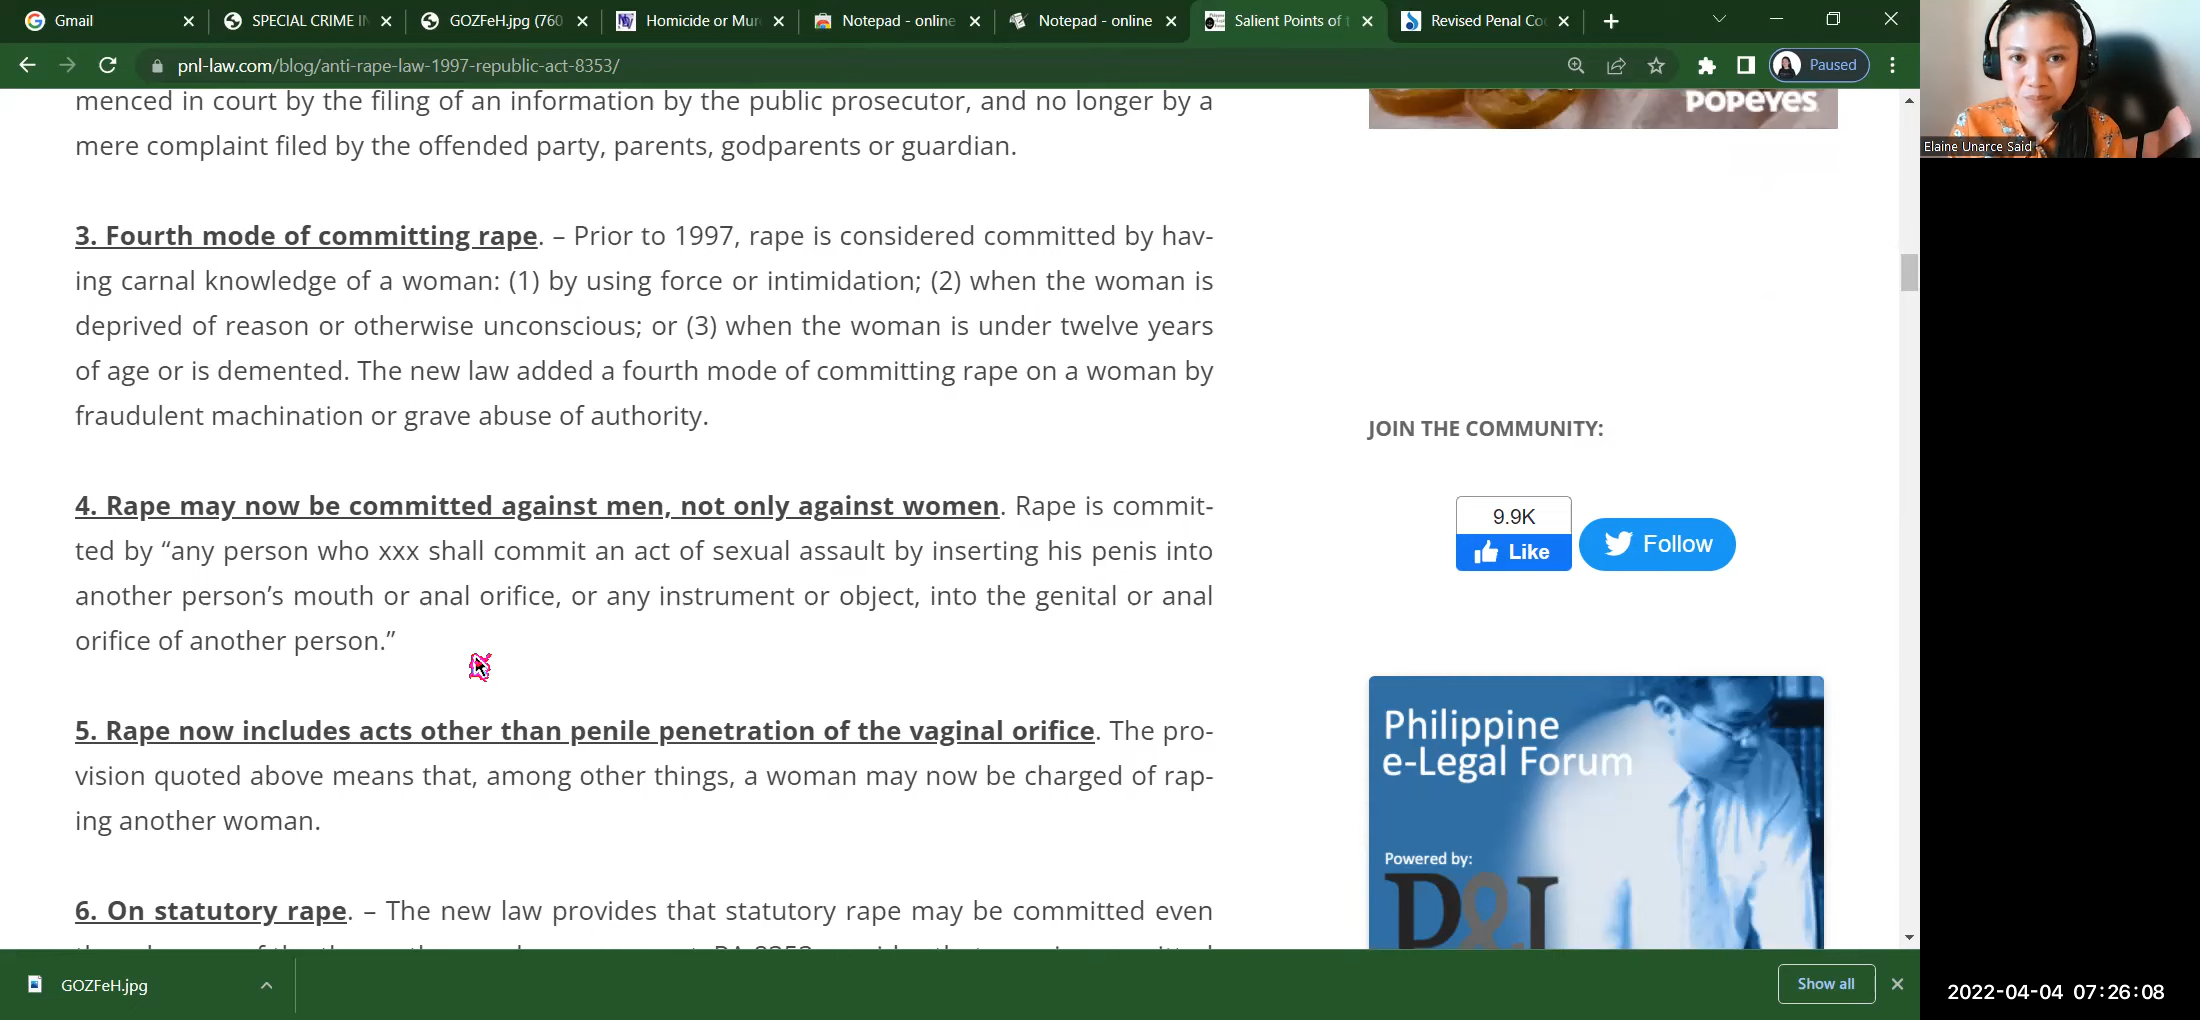 Gmail
SPECIAL CRIME IN
GOZFeH.jpg (760
Homicide or Mur
Notepad - online
Notepad - online
Salient Points of t
Revised Penal Co
pnl-law.com/blog/anti-rape-law-1997-republic-act-8353/
Paused
menced in court by the filing of an information by the public prosecutor, and no longer by a
mere complaint filed by the offended party, parents, godparents or guardian.
3. Fourth mode of committing rape. – Prior to 1997, rape is considered committed by hav-
ing carnal knowledge of a woman: (1) by using force or intimidation; (2) when the woman is
deprived of reason or otherwise unconscious; or (3) when the woman is under twelve years
of age or is demented. The new law added a fourth mode of committing rape on a woman by
fraudulent machination or grave abuse of authority.
4. Rape may now be committed against men, not only against women. Rape is commit-
ted by “any person who xxx shall commit an act of sexual assault by inserting his penis into
another person’s mouth or anal orifice, or any instrument or object, into the genital or anal
orifice of another person.”
5. Rape now includes acts other than penile penetration of the vaginal orifice. The pro-
vision quoted above means that, among other things, a woman may now be charged of rap-
ing another woman.
6. On statutory rape. – The new law provides that statutory rape may be committed even
POPEYES
JOIN THE COMMUNITY:
9.9K
Like
Follow
Philippine
e-Legal Forum
Powered by:
P&L
GOZFeH.jpg
Show all
Elaine Unarce Said
2022-04-04 07:26:08